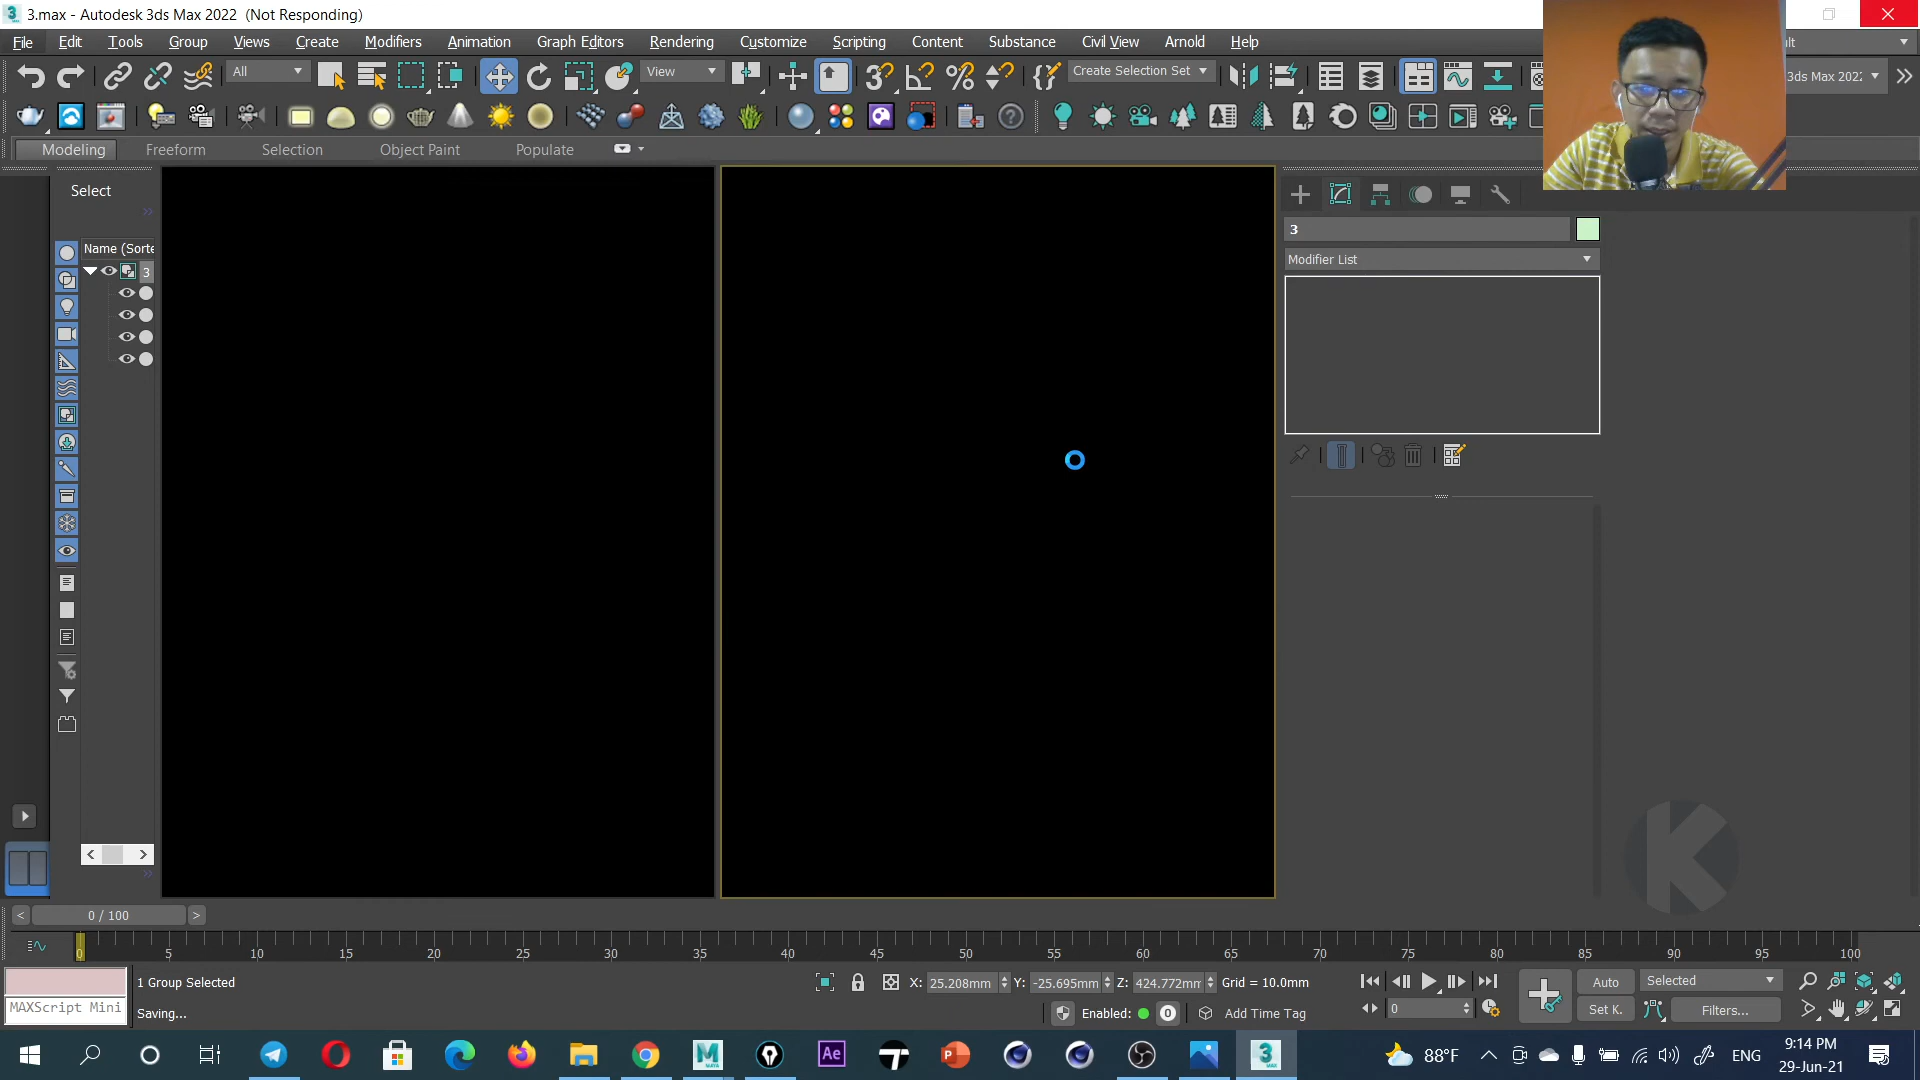 3.max - Autodesk 3ds Max 2022  (Not Responding)
File Edit Tools Group Views Create Modifiers Animation Graph Editors Rendering Customize Scripting Content Substance Civil View Arnold Help
All View Create Selection Set 3ds Max 202
Modeling Freeform Selection Object Paint Populate
Select
Name (Sorte
3
3
Modifier List
0 / 100
0 5 10 15 20 25 30 35 40 45 50 55 60 65 70 75 80 85 90 95 100
1 Group Selected X: 25.208mm Y: -25.695mm Z: 424.772mm Grid = 10.0mm Auto Selected
MAXScript Mini Saving... Enabled: 0 Add Time Tag 0 Set K. Filters...
88°F ENG 9:14 PM
29-Jun-21